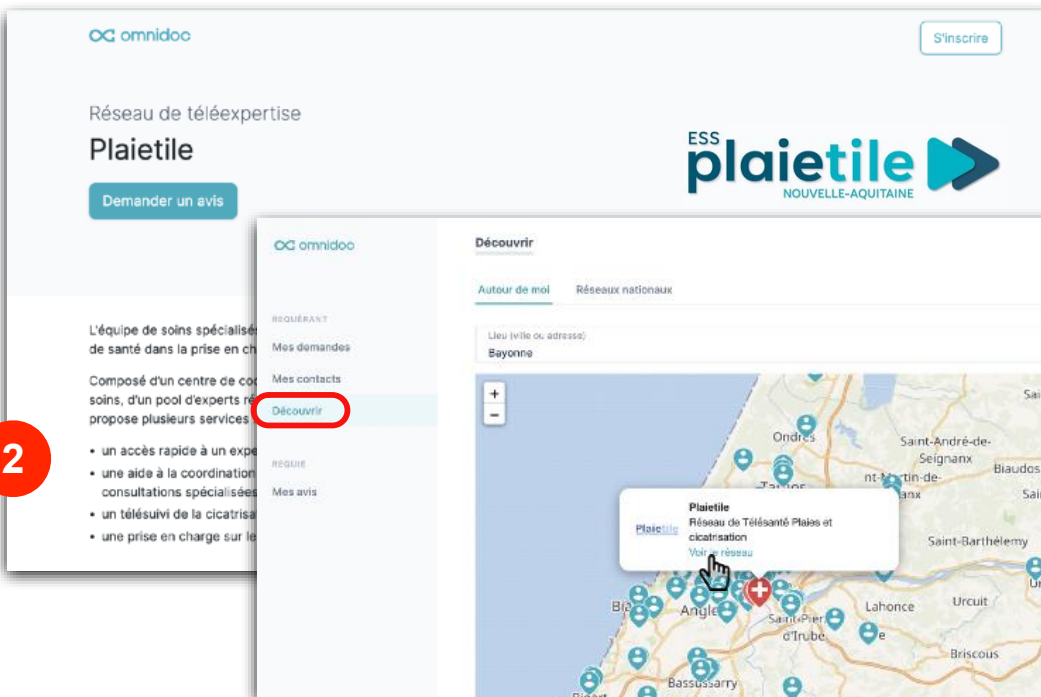 omnidoc
S'inscrire
Réseau de téléexpertise
Plaietile
Demander un avis
ESS
plaietile
NOUVELLE-AQUITAINE
L'équipe de soins spécialisé
de santé dans la prise en ch
Composé d'un centre de coo
soins, d'un pool d'experts ré
propose plusieurs services
• un accès rapide à un expe
• une aide à la coordination
consultations spécialisées
• un télésuivi de la cicatrisa
• une prise en charge sur le
2
omnidoc
REQUÉRANT
Mes demandes
Mes contacts
Découvrir
REQUIS
Mes avis
Découvrir
Autour de moi Réseaux nationaux
Lieu (ville ou adresse)
Bayonne
+
−
Ondres
Saint-André-de-
Seignanx
Biaudos
Plaietile
Plaietile
Réseau de Télésanté Plaies et
cicatrisation
Voir le réseau
Saint-Barthélemy
Lahonce
Urcuit
d'Irube
Briscous
Bassussarry